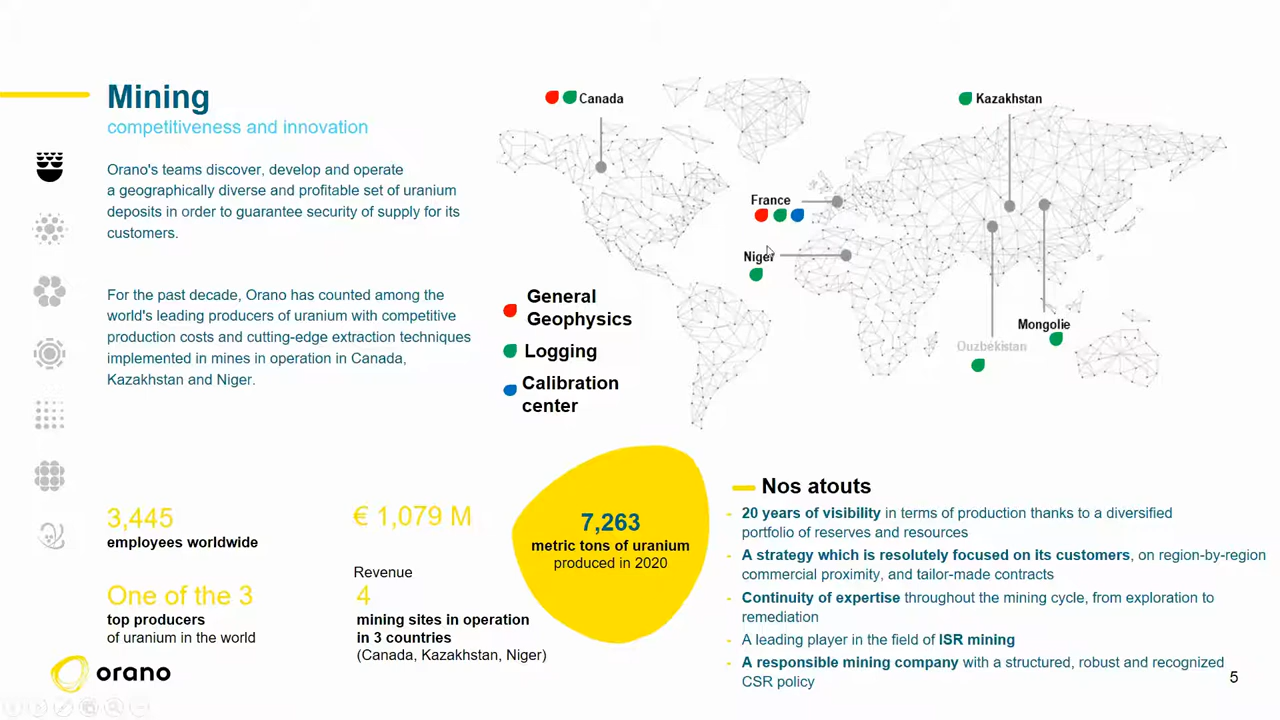 Mining
competitiveness and innovation
Orano's teams discover, develop and operate
a geographically diverse and profitable set of uranium
deposits in order to guarantee security of supply for its
customers.
For the past decade, Orano has counted among the
world's leading producers of uranium with competitive
production costs and cutting-edge extraction techniques
implemented in mines in operation in Canada,
Kazakhstan and Niger.
Canada
Kazakhstan
France
Niger
Mongolie
Ouzbekistan
General
Geophysics
Logging
Calibration
center
3,445
employees worldwide
€ 1,079 M
Revenue
One of the 3
top producers
of uranium in the world
4
mining sites in operation
in 3 countries
(Canada, Kazakhstan, Niger)
7,263
metric tons of uranium
produced in 2020
Nos atouts
- 20 years of visibility in terms of production thanks to a diversified
portfolio of reserves and resources
- A strategy which is resolutely focused on its customers, on region-by-region
commercial proximity, and tailor-made contracts
- Continuity of expertise throughout the mining cycle, from exploration to
remediation
- A leading player in the field of ISR mining
- A responsible mining company with a structured, robust and recognized
CSR policy
orano
5